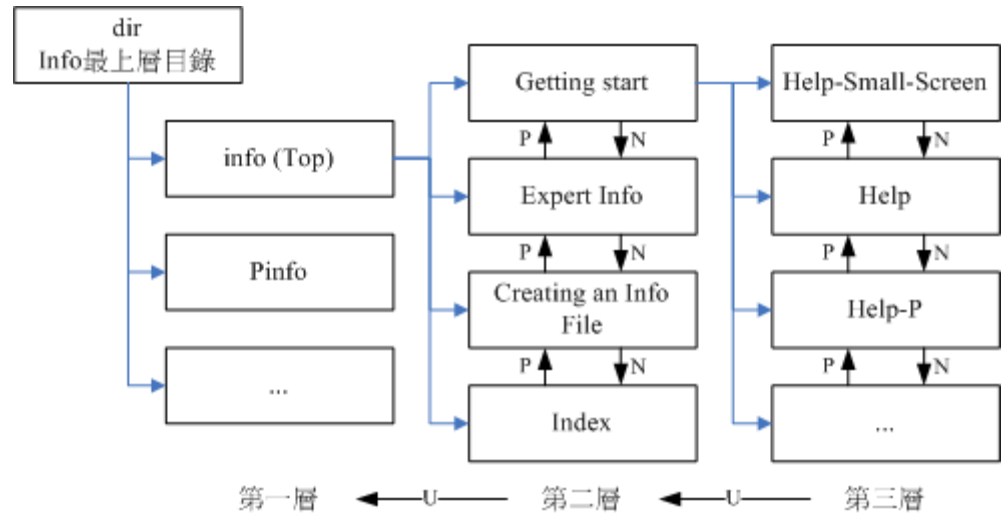 dir
Info最上層目錄
info (Top)
Pinfo
...
Getting start
P
N
Expert Info
P
N
Creating an Info
File
P
N
Index
Help-Small-Screen
P
N
Help
P
N
Help-P
P
N
...
第一層
U
第二層
U
第三層